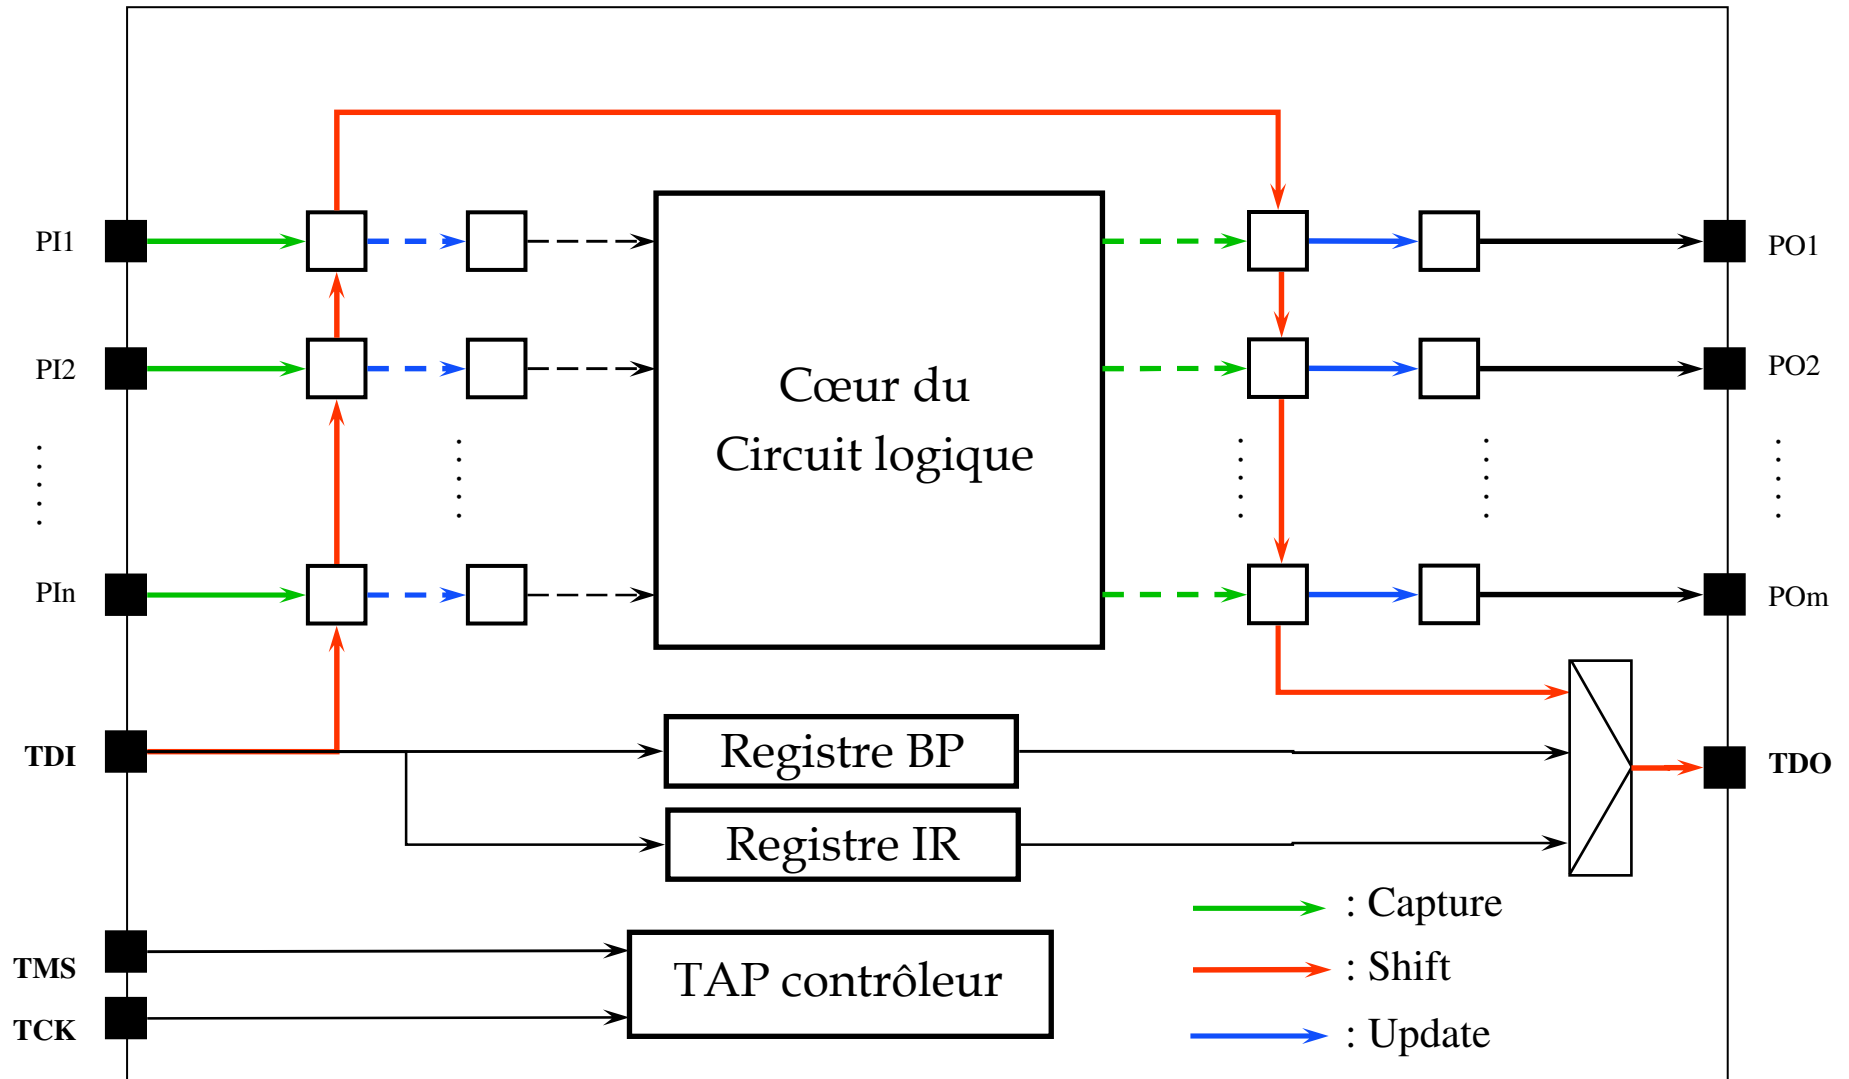 PI1
PO1
PI2
PO2
Cœur du
Circuit logique
PIn
POm
TDI
Registre BP
TDO
Registre IR
: Capture
TMS
TAP contrôleur
: Shift
TCK
: Update